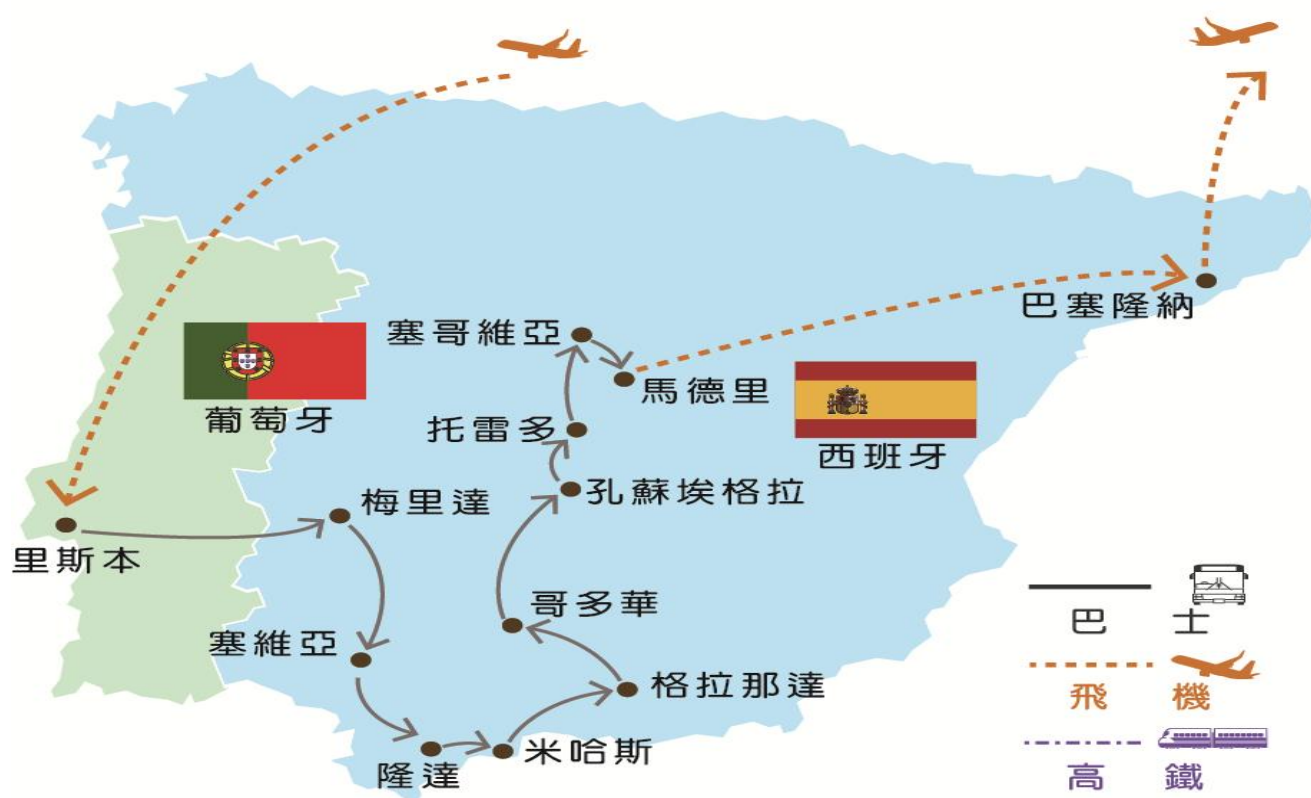 巴塞隆納
塞哥維亞
馬德里
葡萄牙
托雷多
西班牙
孔蘇埃格拉
梅里達
里斯本
哥多華
巴士
塞維亞
格拉那達
飛機
米哈斯
隆達
高鐵